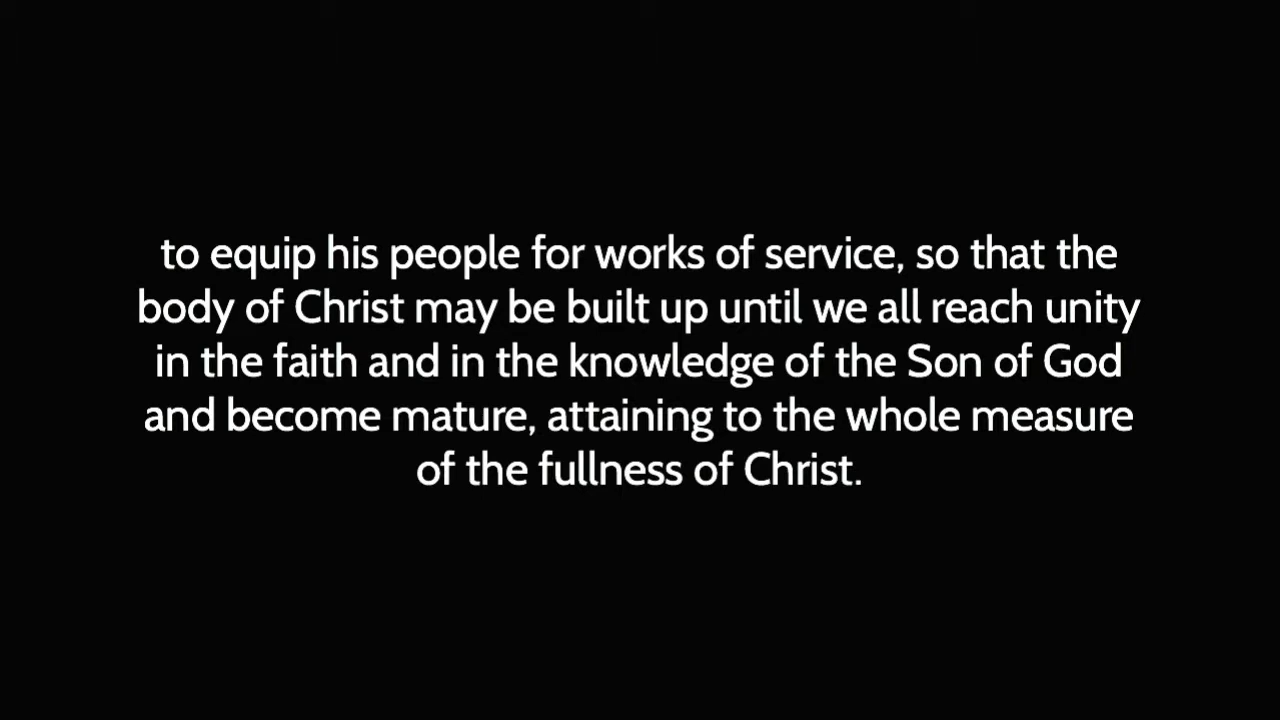 to equip his people for works of service, so that the
body of Christ may be built up until we all reach unity
in the faith and in the knowledge of the Son of God
and become mature, attaining to the whole measure
of the fullness of Christ.